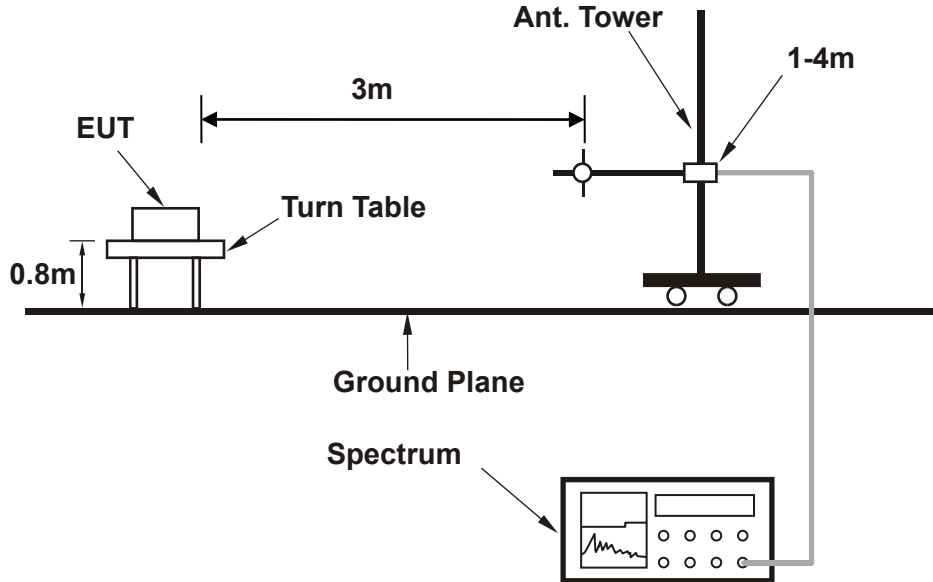 Ant. Tower
1-4m
3m
EUT
Turn Table
0.8m
Ground Plane
Spectrum